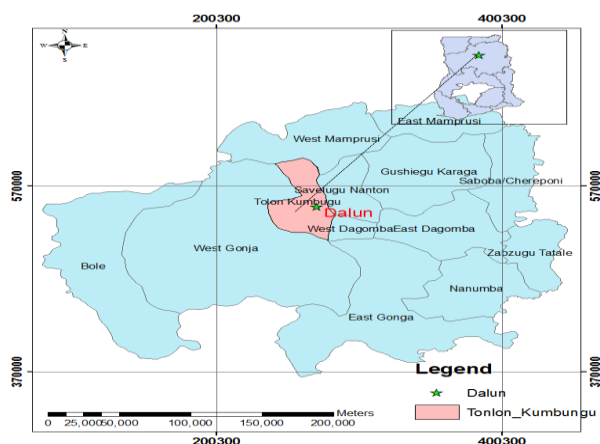 200300
400300
N
W
E
S
East Mamprusi
West Mamprusi
Gushiegu Karaga
570000
570000
Saboba/Chereponi
Savelugu Nanton
Tolon Kumbugu
Dalun
West Dagomba
East Dagomba
West Gonja
Zabzugu Tatale
Bole
Nanumba
East Gonga
370000
370000
Legend
Dalun
Tonlon_Kumbungu
Meters
0 25,000 50,000 100,000 150,000 200,000
200300
400300